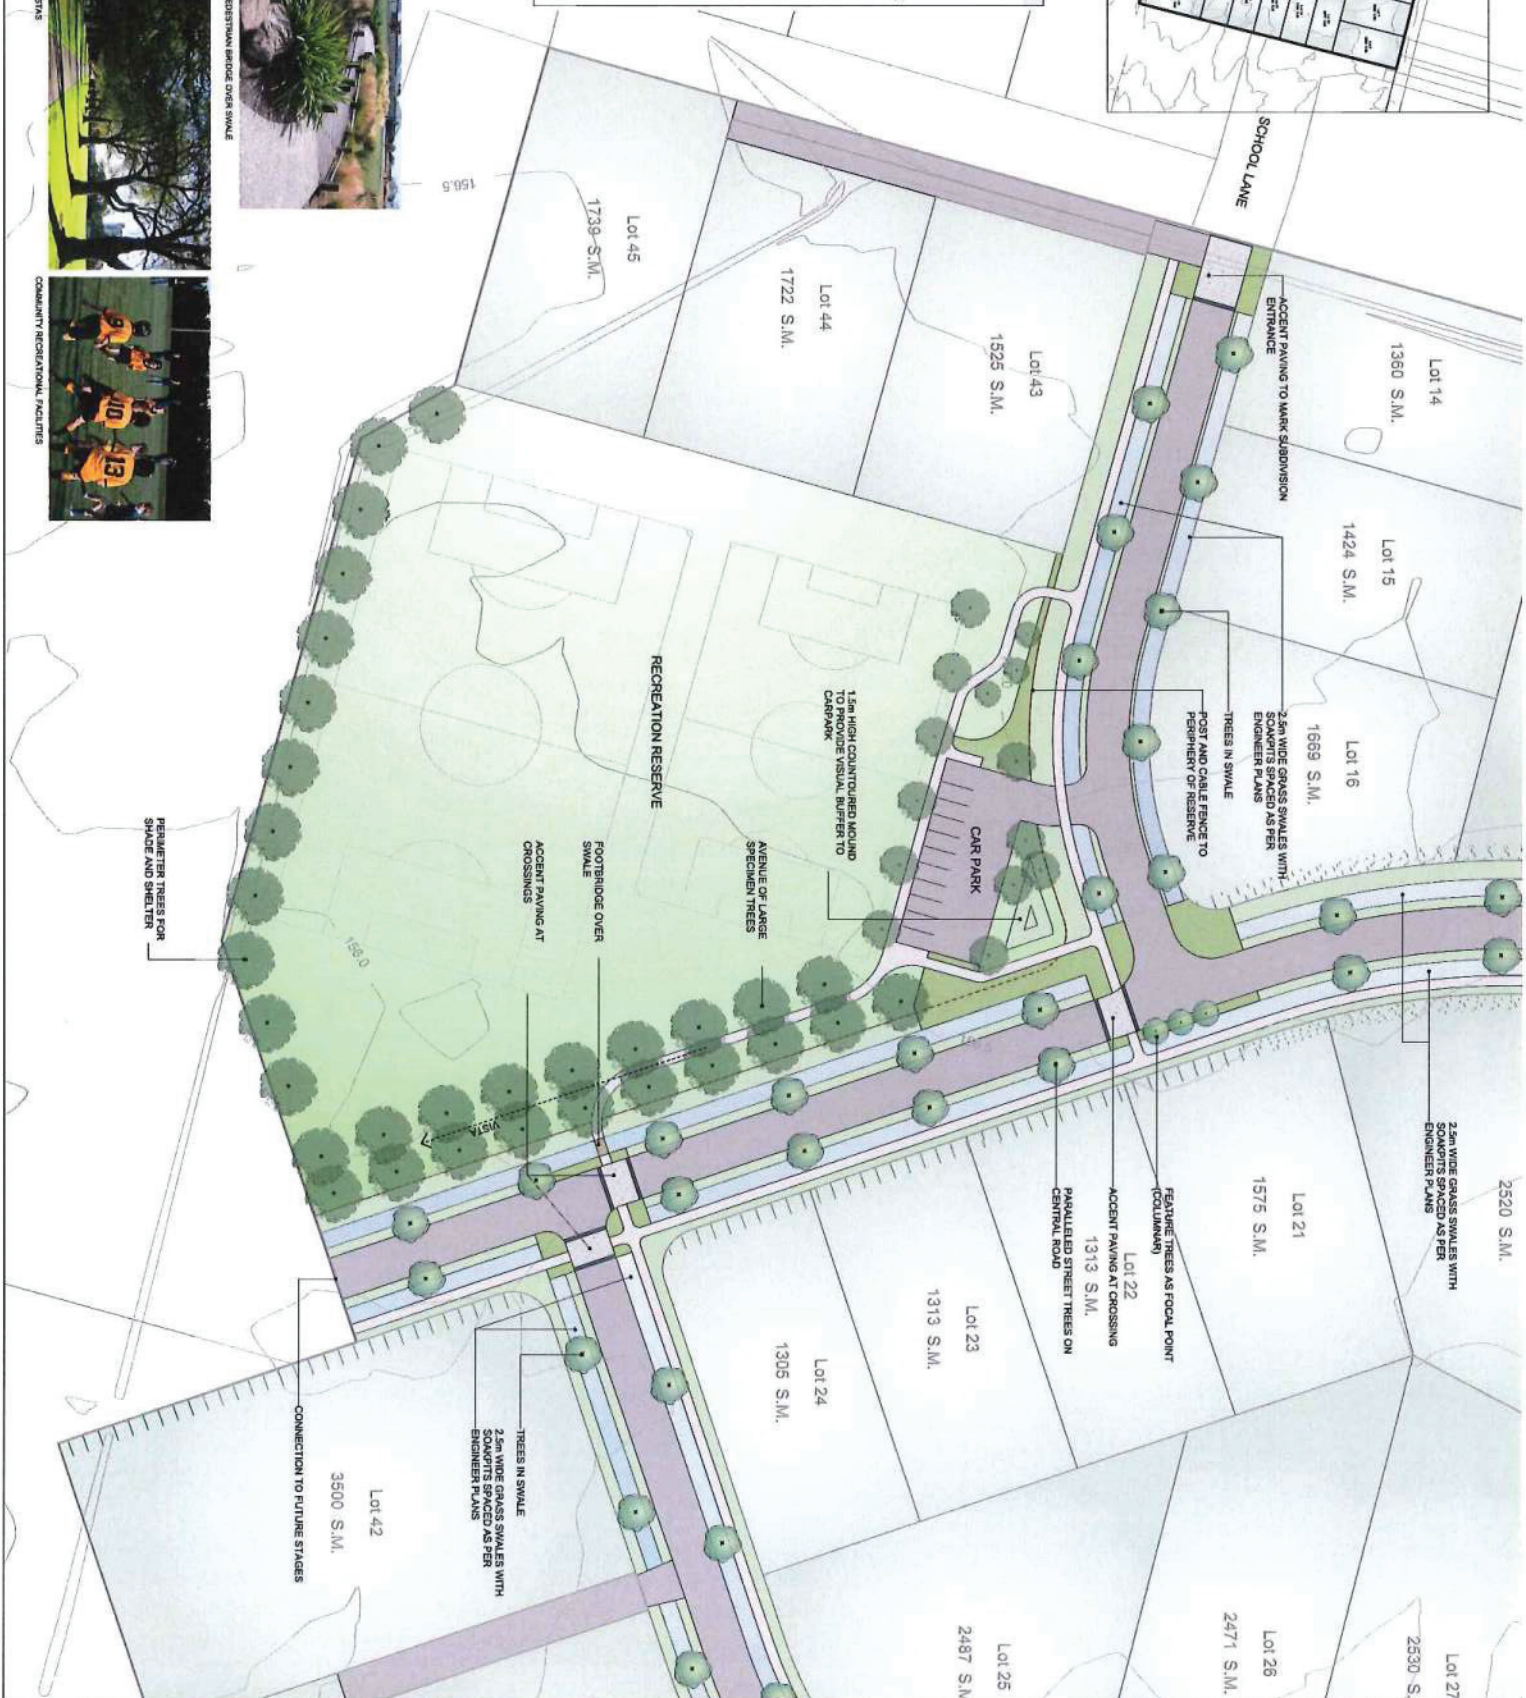 SCHOOL LANE
ACCENT PAVING TO MARK SUBDIVISION
ENTRANCE
Lot 14
1360 S.M.
Lot 15
1424 S.M.
Lot 16
1669 S.M.
2.5m WIDE GRASS SWALES WITH
SOAKPITS SPACED AS PER
ENGINEER PLANS
TREES IN SWALE
POST AND CABLE FENCE TO
PERIPHERY OF RESERVE
Lot 45
1739 S.M.
Lot 44
1722 S.M.
Lot 43
1525 S.M.
156.5
PEDESTRIAN BRIDGE OVER SWALE
COMMUNITY RECREATIONAL FACILITIES
9
10
13
RECREATION RESERVE
1.5m HIGH COUNTOURED MOUND
TO PROVIDE VISUAL BUFFER TO
CARPARK
CAR PARK
AVENUE OF LARGE
SPECIMEN TREES
FOOTBRIDGE OVER
SWALE
ACCENT PAVING AT
CROSSINGS
PERIMETER TREES FOR
SHADE AND SHELTER
156.0
VISTA
2.5m WIDE GRASS SWALES WITH
SOAKPITS SPACED AS PER
ENGINEER PLANS
2520 S.M.
Lot 21
1575 S.M.
FEATURE TREES AS FOCAL POINT
(COLUMNAR)
Lot 22
1313 S.M.
ACCENT PAVING AT CROSSING
PARALLELED STREET TREES ON
CENTRAL ROAD
Lot 23
1313 S.M.
Lot 24
1305 S.M.
TREES IN SWALE
2.5m WIDE GRASS SWALES WITH
SOAKPITS SPACED AS PER
ENGINEER PLANS
Lot 42
3500 S.M.
CONNECTION TO FUTURE STAGES
Lot 25
2487 S.M
Lot 26
2471 S.M.
Lot 27
2530 S.